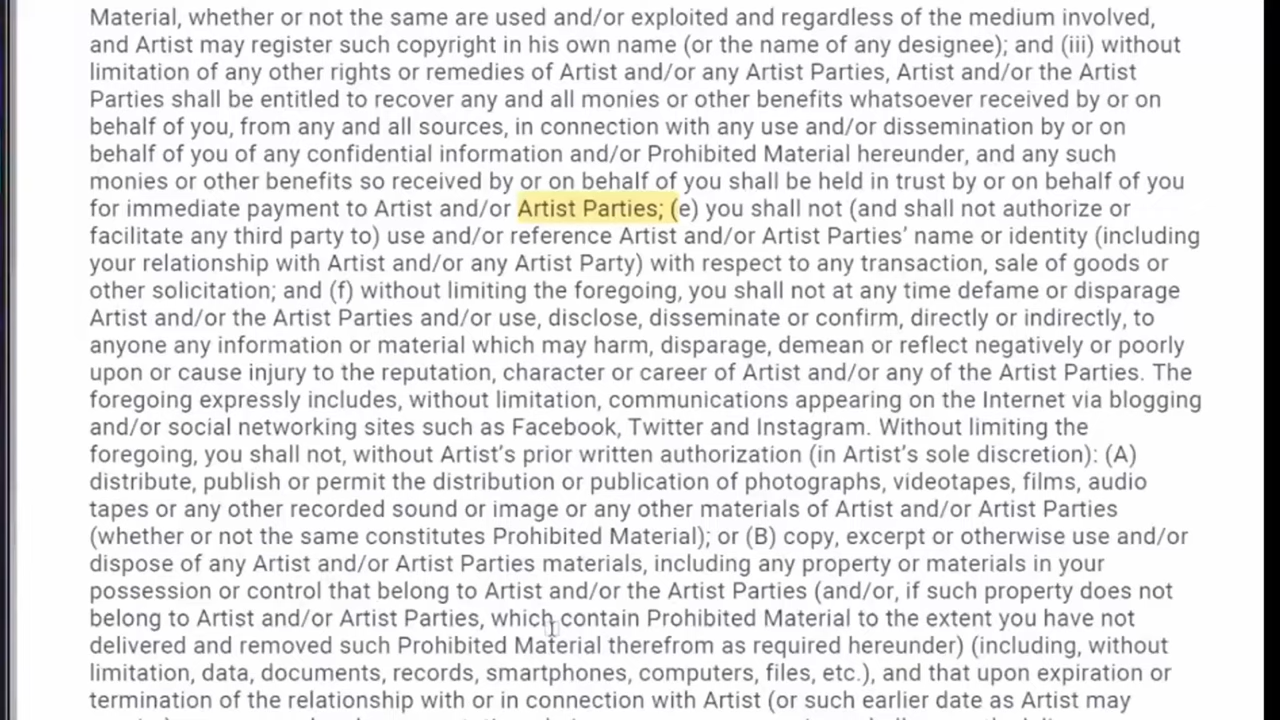 Material, whether or not the same are used and/or exploited and regardless of the medium involved,
and Artist may register such copyright in his own name (or the name of any designee); and (iii) without
limitation of any other rights or remedies of Artist and/or any Artist Parties, Artist and/or the Artist
Parties shall be entitled to recover any and all monies or other benefits whatsoever received by or on
behalf of you, from any and all sources, in connection with any use and/or dissemination by or on
behalf of you of any confidential information and/or Prohibited Material hereunder, and any such
monies or other benefits so received by or on behalf of you shall be held in trust by or on behalf of you
for immediate payment to Artist and/or Artist Parties; (e) you shall not (and shall not authorize or
facilitate any third party to) use and/or reference Artist and/or Artist Parties’ name or identity (including
your relationship with Artist and/or any Artist Party) with respect to any transaction, sale of goods or
other solicitation; and (f) without limiting the foregoing, you shall not at any time defame or disparage
Artist and/or the Artist Parties and/or use, disclose, disseminate or confirm, directly or indirectly, to
anyone any information or material which may harm, disparage, demean or reflect negatively or poorly
upon or cause injury to the reputation, character or career of Artist and/or any of the Artist Parties. The
foregoing expressly includes, without limitation, communications appearing on the Internet via blogging
and/or social networking sites such as Facebook, Twitter and Instagram. Without limiting the
foregoing, you shall not, without Artist’s prior written authorization (in Artist’s sole discretion): (A)
distribute, publish or permit the distribution or publication of photographs, videotapes, films, audio
tapes or any other recorded sound or image or any other materials of Artist and/or Artist Parties
(whether or not the same constitutes Prohibited Material); or (B) copy, excerpt or otherwise use and/or
dispose of any Artist and/or Artist Parties materials, including any property or materials in your
possession or control that belong to Artist and/or the Artist Parties (and/or, if such property does not
belong to Artist and/or Artist Parties, which contain Prohibited Material to the extent you have not
delivered and removed such Prohibited Material therefrom as required hereunder) (including, without
limitation, data, documents, records, smartphones, computers, files, etc.), and that upon expiration or
termination of the relationship with or in connection with Artist (or such earlier date as Artist may